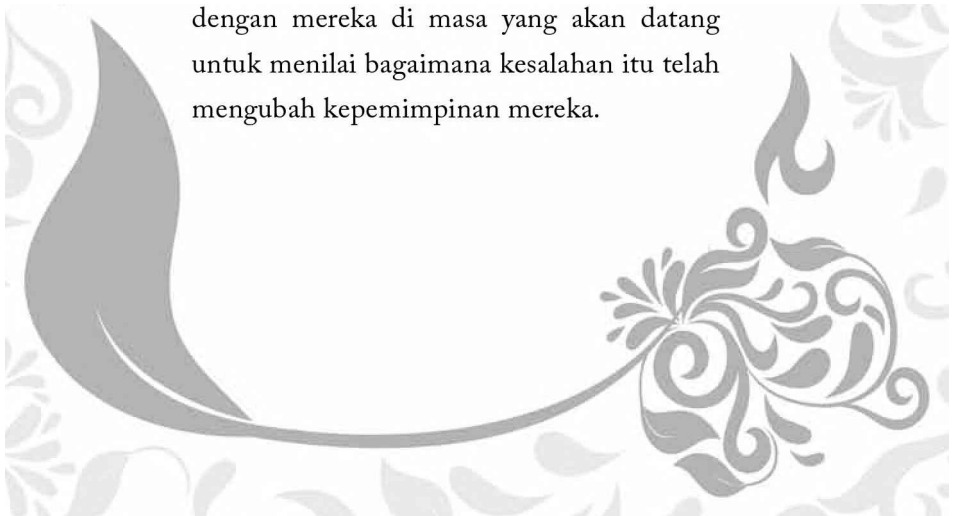 dengan mereka di masa yang akan datang
untuk menilai bagaimana kesalahan itu telah
mengubah kepemimpinan mereka.